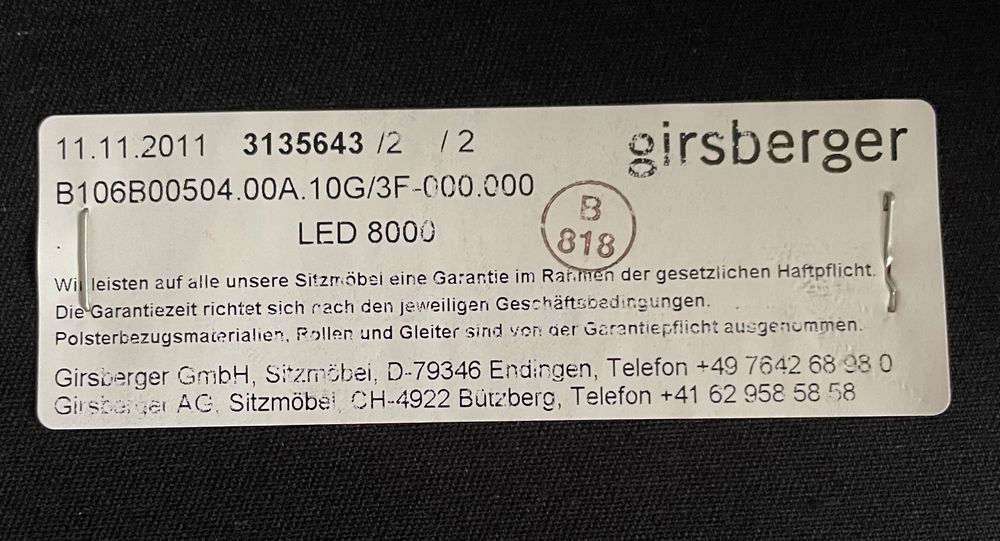 11.11.2011 3135643 /2 / 2
girsberger
B106B00504.00A.10G/3F-000.000
B
818
LED 8000
Wir leisten auf alle unsere Sitzmöbel eine Garantie im Rahmen der gesetzlichen Haftpflicht.
Die Garantiezeit richtet sich nach den jeweiligen Geschäftsbedingungen.
Polsterbezugsmaterialien, Rollen und Gleiter sind von der Garantiepflicht ausgenommen.
Girsberger GmbH, Sitzmöbel, D-79346 Endingen, Telefon +49 7642 68 98 0
Girsberger AG, Sitzmöbel CH-4922 Bützberg, Telefon +41 62 958 58 58